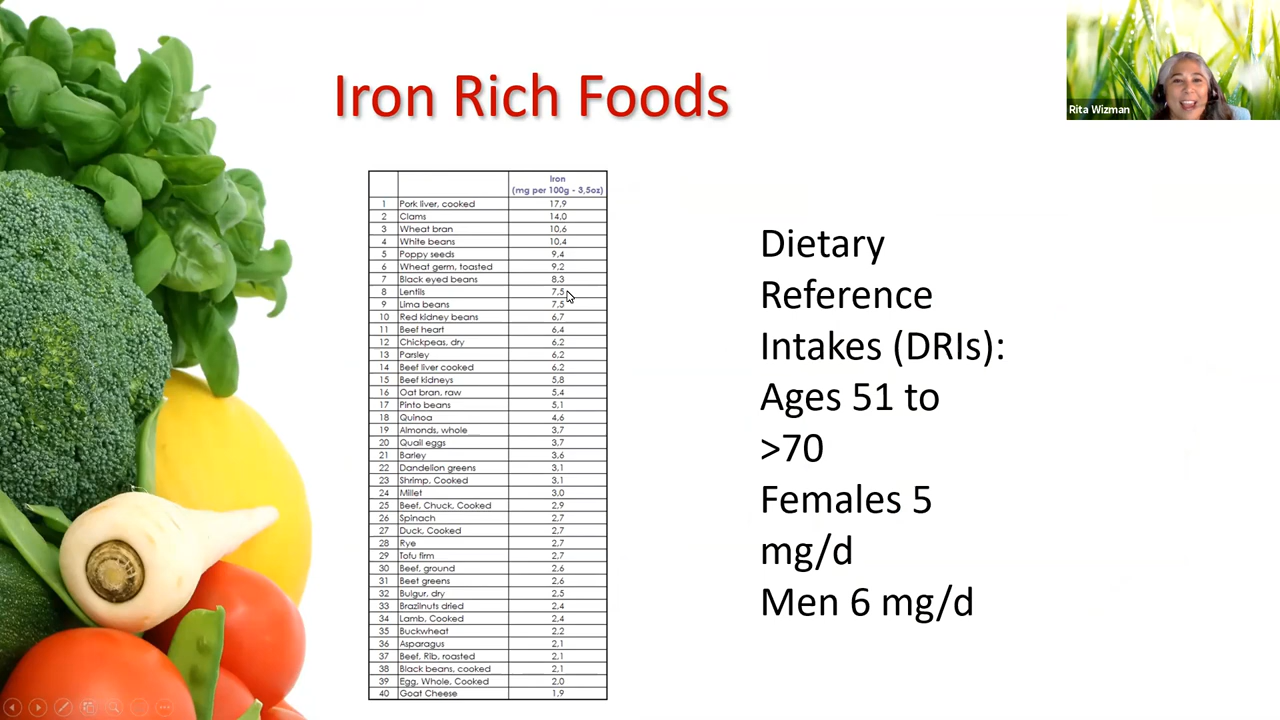 Iron Rich Foods
Rita Wizman
Iron
(mg per 100g - 3,5oz)
1 Pork liver, cooked 17,9
2 Clams 14,0
3 Wheat bran 10,6
4 White beans 10,4
5 Poppy seeds 9,4
6 Wheat germ, toasted 9,2
7 Black eyed beans 8,3
8 Lentils 7,5
9 Lima beans 7,5
10 Red kidney beans 6,7
11 Beef heart 6,4
12 Chickpeas, dry 6,2
13 Parsley 6,2
14 Beef liver cooked 6,2
15 Beef kidneys 5,8
16 Oat bran, raw 5,4
17 Pinto beans 5,1
18 Quinoa 4,6
19 Almonds, whole 3,7
20 Quail eggs 3,7
21 Barley 3,6
22 Dandelion greens 3,1
23 Shrimp, Cooked 3,1
24 Millet 3,0
25 Beef, Chuck, Cooked 2,9
26 Spinach 2,7
27 Duck, Cooked 2,7
28 Rye 2,7
29 Tofu firm 2,7
30 Beef, ground 2,6
31 Beet greens 2,6
32 Bulgur, dry 2,5
33 Brazilnuts dried 2,4
34 Lamb, Cooked 2,4
35 Buckwheat 2,2
36 Asparagus 2,1
37 Beef, Rib, roasted 2,1
38 Black beans, cooked 2,1
39 Egg, Whole, Cooked 2,0
40 Goat Cheese 1,9
Dietary
Reference
Intakes (DRIs):
Ages 51 to
>70
Females 5
mg/d
Men 6 mg/d